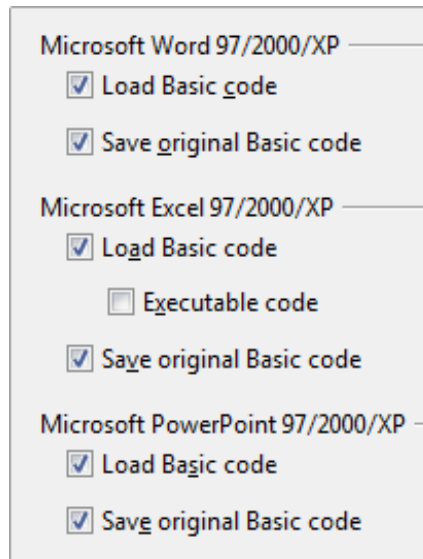 Microsoft Word 97/2000/XP
Load Basic code
Save original Basic code
Microsoft Excel 97/2000/XP
Load Basic code
Executable code
Save original Basic code
Microsoft PowerPoint 97/2000/XP
Load Basic code
Save original Basic code